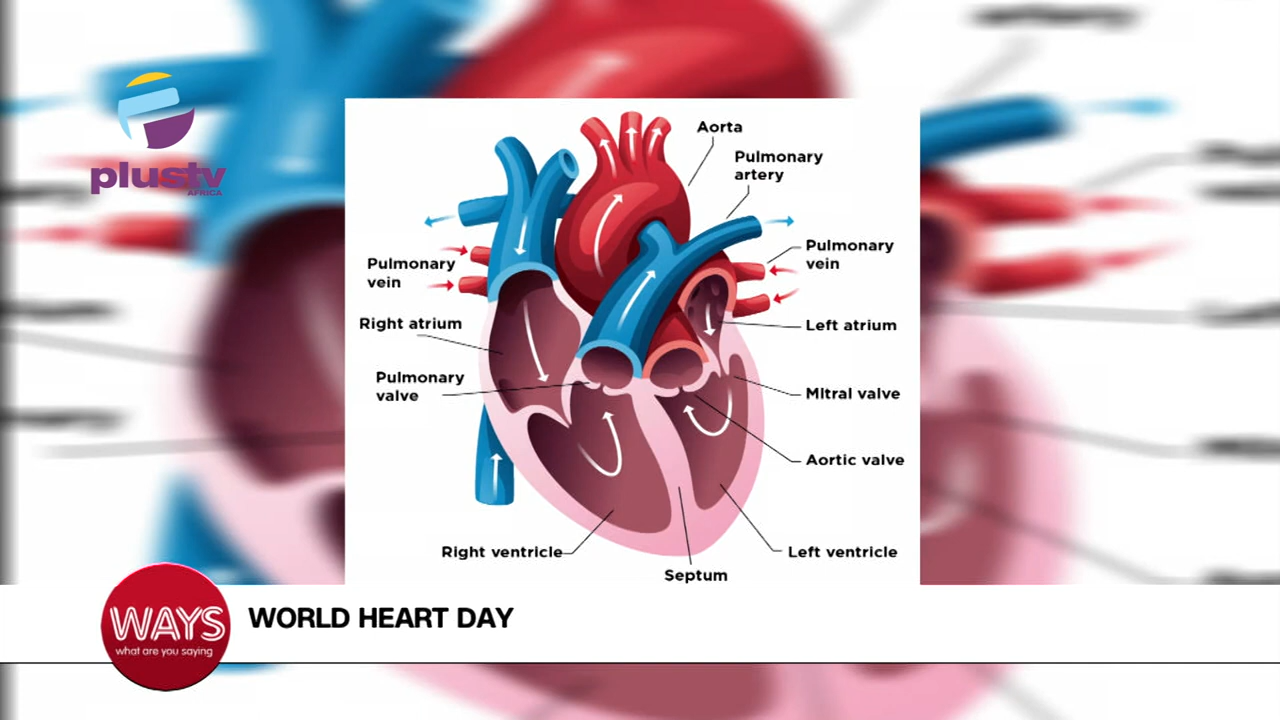 plustv
AFRICA
Aorta
Pulmonary
artery
Pulmonary
vein
Pulmonary
vein
Right atrium
Left atrium
Pulmonary
valve
Mitral valve
Aortic valve
Right ventricle
Left ventricle
Septum
WAYS
what are you saying
WORLD HEART DAY